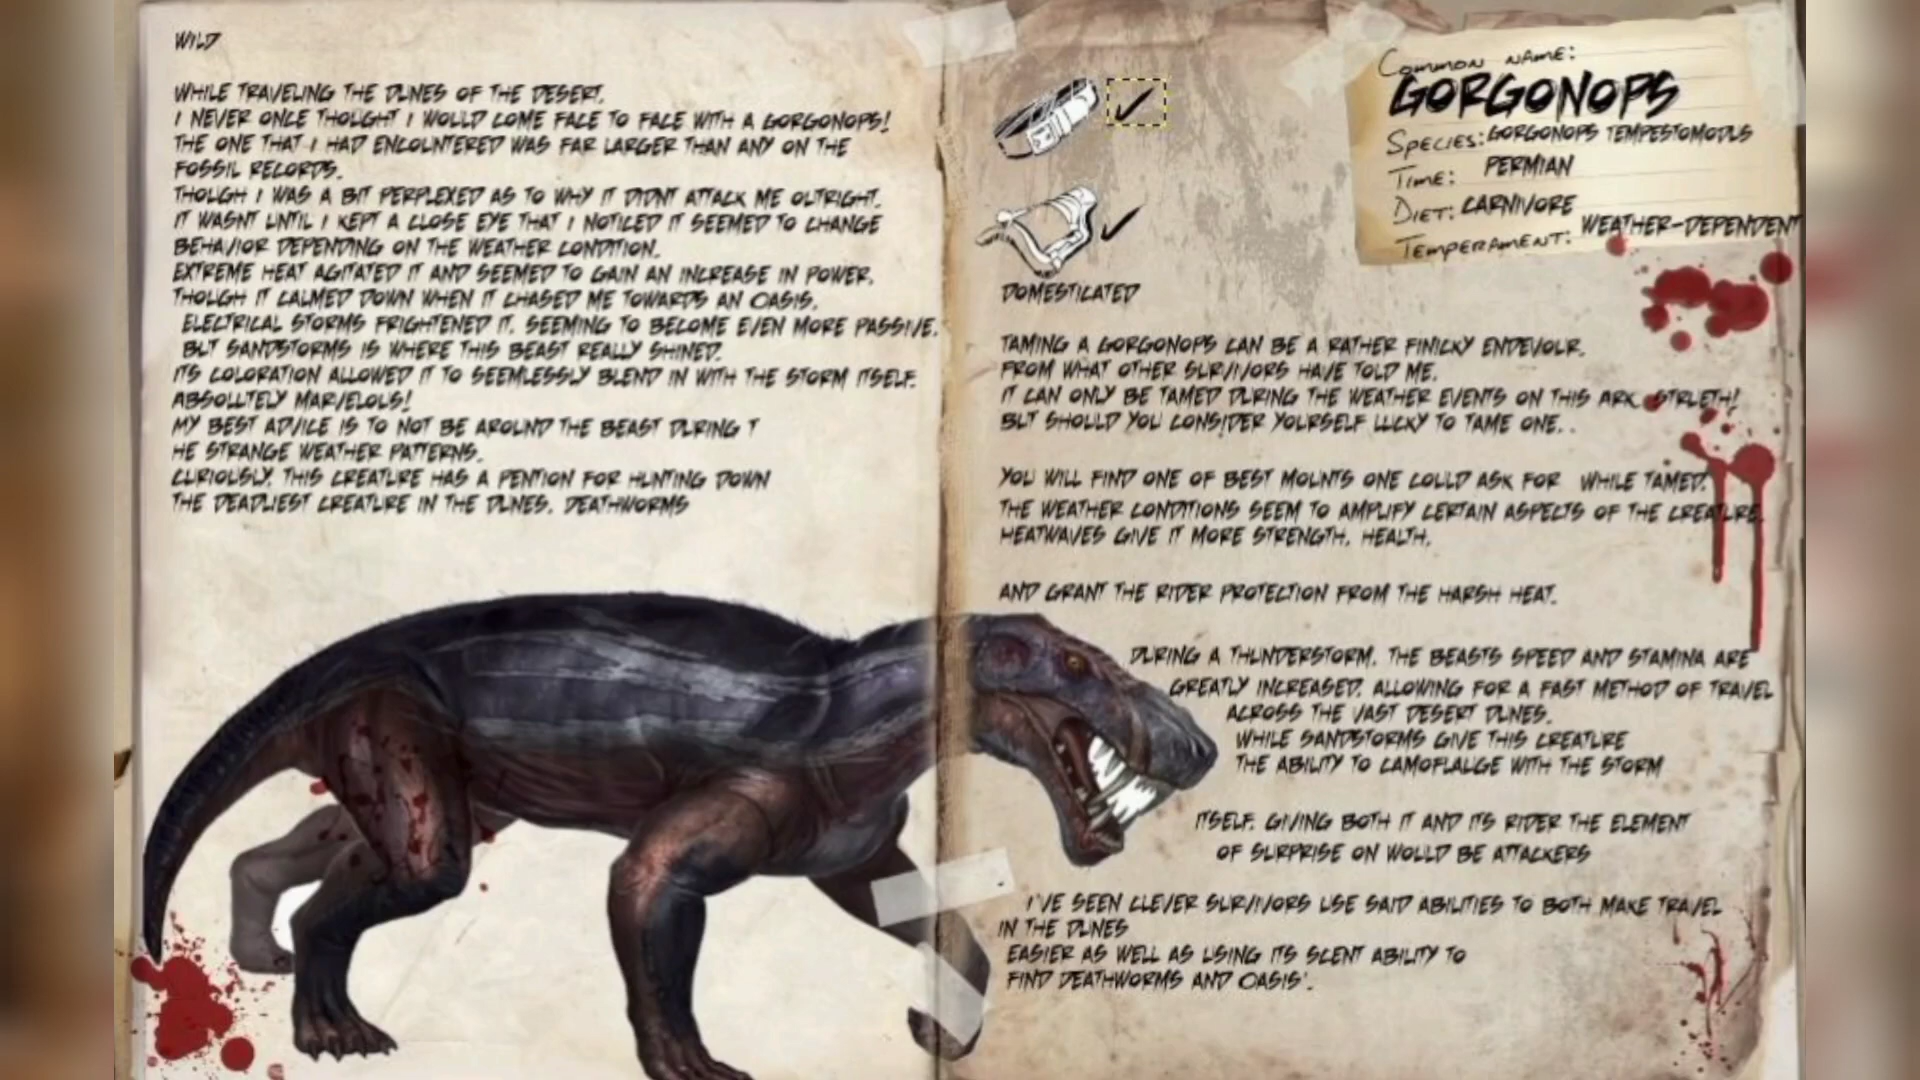 WILD
WHILE TRAVELING THE DUNES OF THE DESERT,
I NEVER ONCE THOUGHT I WOULD COME FACE TO FACE WITH A GORGONOPS!
THE ONE THAT I HAD ENCOUNTERED WAS FAR LARGER THAN ANY ON THE
FOSSIL RECORDS.
THOUGH I WAS A BIT PERPLEXED AS TO WHY IT DIDNT ATTACK ME OUTRIGHT.
IT WASNT UNTIL I KEPT A CLOSE EYE THAT I NOTICED IT SEEMED TO CHANGE
BEHAVIOR DEPENDING ON THE WEATHER CONDITION.
EXTREME HEAT AGITATED IT AND SEEMED TO GAIN AN INCREASE IN POWER,
THOUGH IT CALMED DOWN WHEN IT CHASED ME TOWARDS AN OASIS.
ELECTRICAL STORMS FRIGHTENED IT, SEEMING TO BECOME EVEN MORE PASSIVE.
BUT SANDSTORMS IS WHERE THIS BEAST REALLY SHINED.
ITS COLORATION ALLOWED IT TO SEEMLESSLY BLEND IN WITH THE STORM ITSELF.
ABSOLUTELY MARVELOUS!
MY BEST ADVICE IS TO NOT BE AROUND THE BEAST DURING T
HE STRANGE WEATHER PATTERNS.
CURIOUSLY, THIS CREATURE HAS A PENTION FOR HUNTING DOWN
THE DEADLIEST CREATURE IN THE DUNES, DEATHWORMS
Common name:
GORGONOPS
Species: GORGONOPS TEMPESTOMODUS
Time: PERMIAN
Diet: CARNIVORE
Temperament: WEATHER-DEPENDENT
DOMESTICATED
TAMING A GORGONOPS CAN BE A RATHER FINICKY ENDEVOUR.
FROM WHAT OTHER SURVIVORS HAVE TOLD ME,
IT CAN ONLY BE TAMED DURING THE WEATHER EVENTS ON THIS ARK,
BUT SHOULD YOU CONSIDER YOURSELF LUCKY TO TAME ONE. .
YOU WILL FIND ONE OF BEST MOUNTS ONE COULD ASK FOR WHILE TAMED.
THE WEATHER CONDITIONS SEEM TO AMPLIFY CERTAIN ASPECTS OF THE CREATURE.
HEATWAVES GIVE IT MORE STRENGTH, HEALTH,
AND GRANT THE RIDER PROTECTION FROM THE HARSH HEAT.
DURING A THUNDERSTORM, THE BEASTS SPEED AND STAMINA ARE
GREATLY INCREASED, ALLOWING FOR A FAST METHOD OF TRAVEL
ACROSS THE VAST DESERT DUNES.
WHILE SANDSTORMS GIVE THIS CREATURE
THE ABILITY TO CAMOFLAUGE WITH THE STORM
ITSELF, GIVING BOTH IT AND ITS RIDER THE ELEMENT
OF SURPRISE ON WOULD BE ATTACKERS
I'VE SEEN CLEVER SURVIVORS USE SAID ABILITIES TO BOTH MAKE TRAVEL
IN THE DUNES
EASIER AS WELL AS USING ITS SCENT ABILITY TO
FIND DEATHWORMS AND OASIS'.